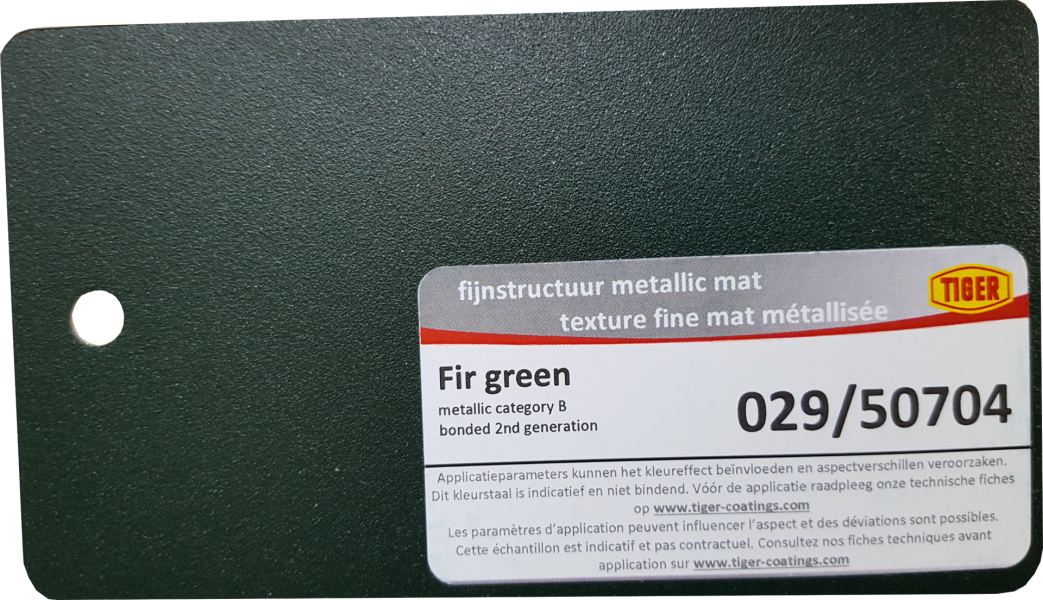 fijnstructuur metallic mat
texture fine mat métallisée
TIGER
Fir green
metallic category B
bonded 2nd generation
029/50704
Applicatieparameters kunnen het kleureffect beïnvloeden en aspectverschillen veroorzaken.
Dit kleurstaal is indicatief en niet bindend. Vóór de applicatie raadpleeg onze technische fiches
op www.tiger-coatings.com
Les paramètres d'application peuvent influencer l'aspect et des déviations sont possibles.
Cette échantillon est indicatif et pas contractuel. Consultez nos fiches techniques avant
application sur www.tiger-coatings.com